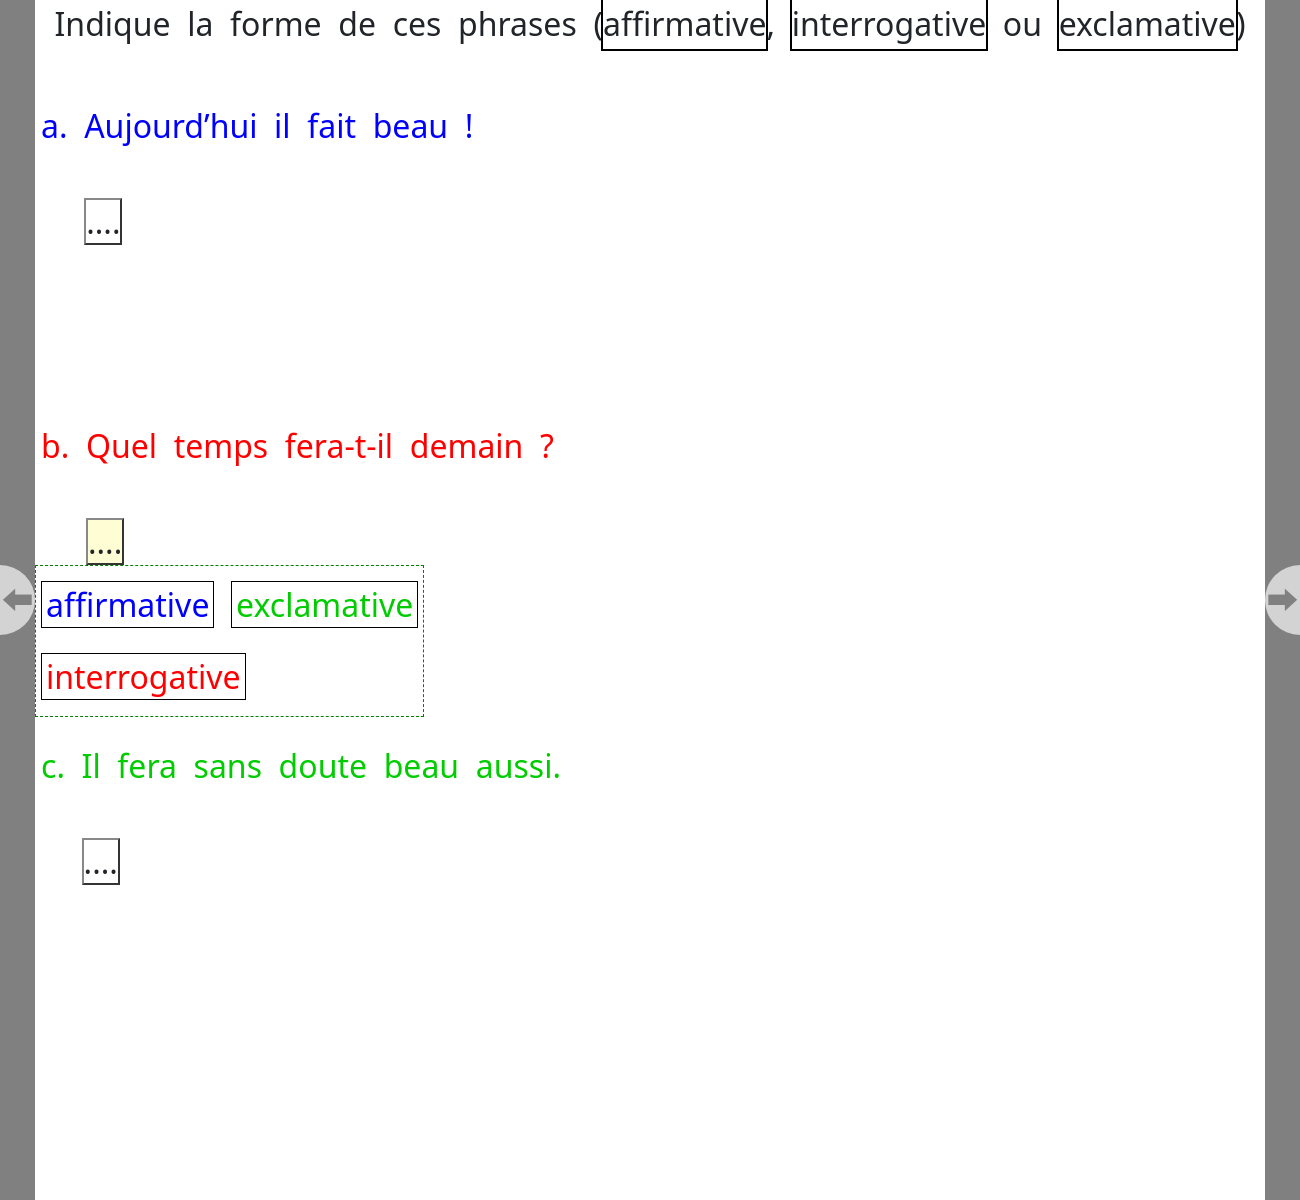 Indique la forme de ces phrases (affirmative, interrogative ou exclamative)
a. Aujourd’hui il fait beau !
....
b. Quel temps fera-t-il demain ?
....
affirmative exclamative
interrogative
c. Il fera sans doute beau aussi.
....